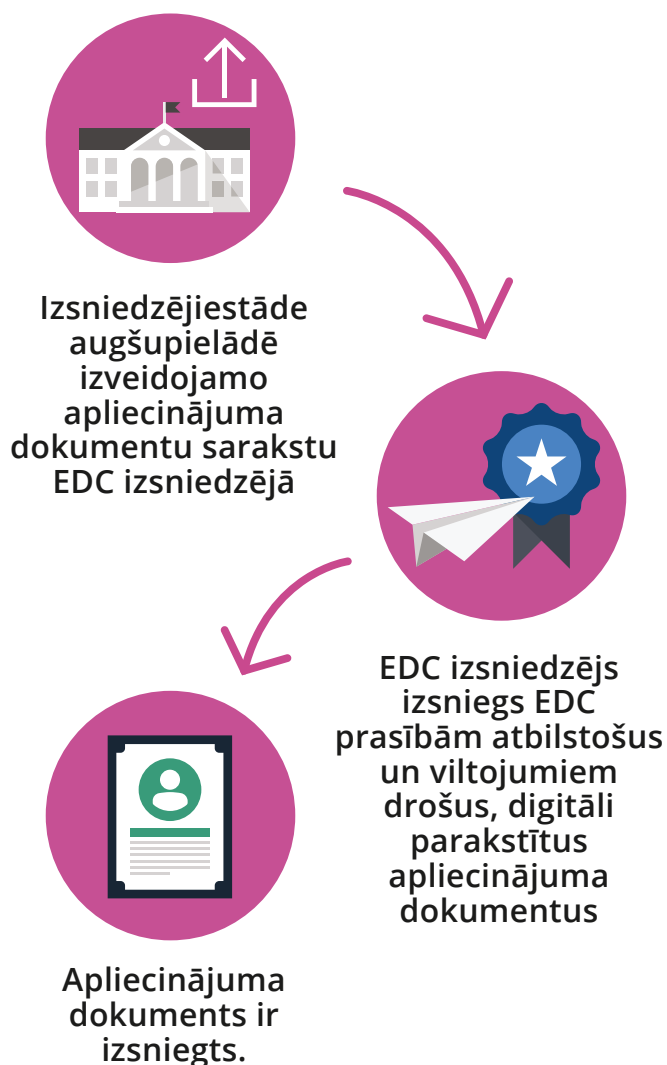 Izsniedzējiestāde
augšupielādē
izveidojamo
apliecinājuma
dokumentu sarakstu
EDC izsniedzējā
EDC izsniedzējs
izsniegs EDC
prasībām atbilstošus
un viltojumiem
drošus, digitāli
parakstītus
apliecinājuma
dokumentus
Apliecinājuma
dokuments ir
izsniegts.